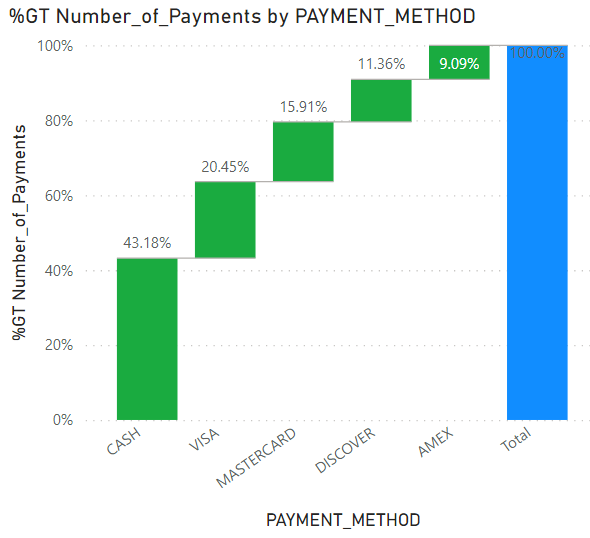 %GT Number_of_Payments by PAYMENT_METHOD
%GT Number_of_Payments
100%
80%
60%
40%
20%
0%
43.18%
20.45%
15.91%
11.36%
9.09%
100.00%
CASH
VISA
MASTERCARD
DISCOVER
AMEX
Total
PAYMENT_METHOD